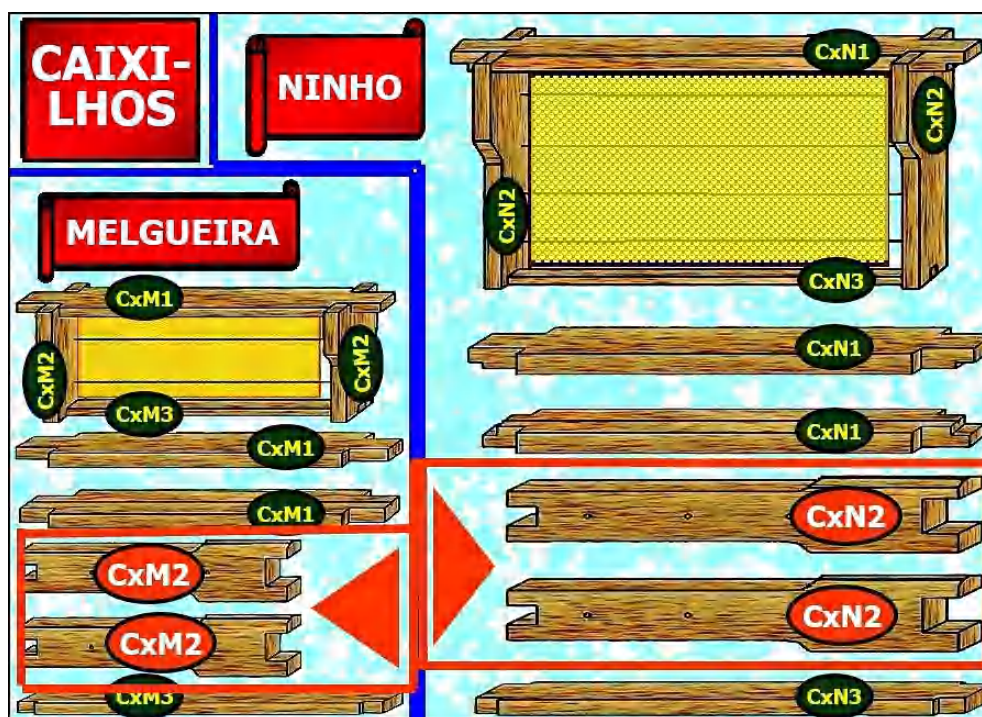 CAIXI-
LHOS
NINHO
CxN1
CxN2
CxN2
CxN3
CxN1
CxN1
CxN2
CxN2
CxN3
MELGUEIRA
CxM1
CxM2
CxM2
CxM3
CxM1
CxM1
CxM2
CxM2
CxM3